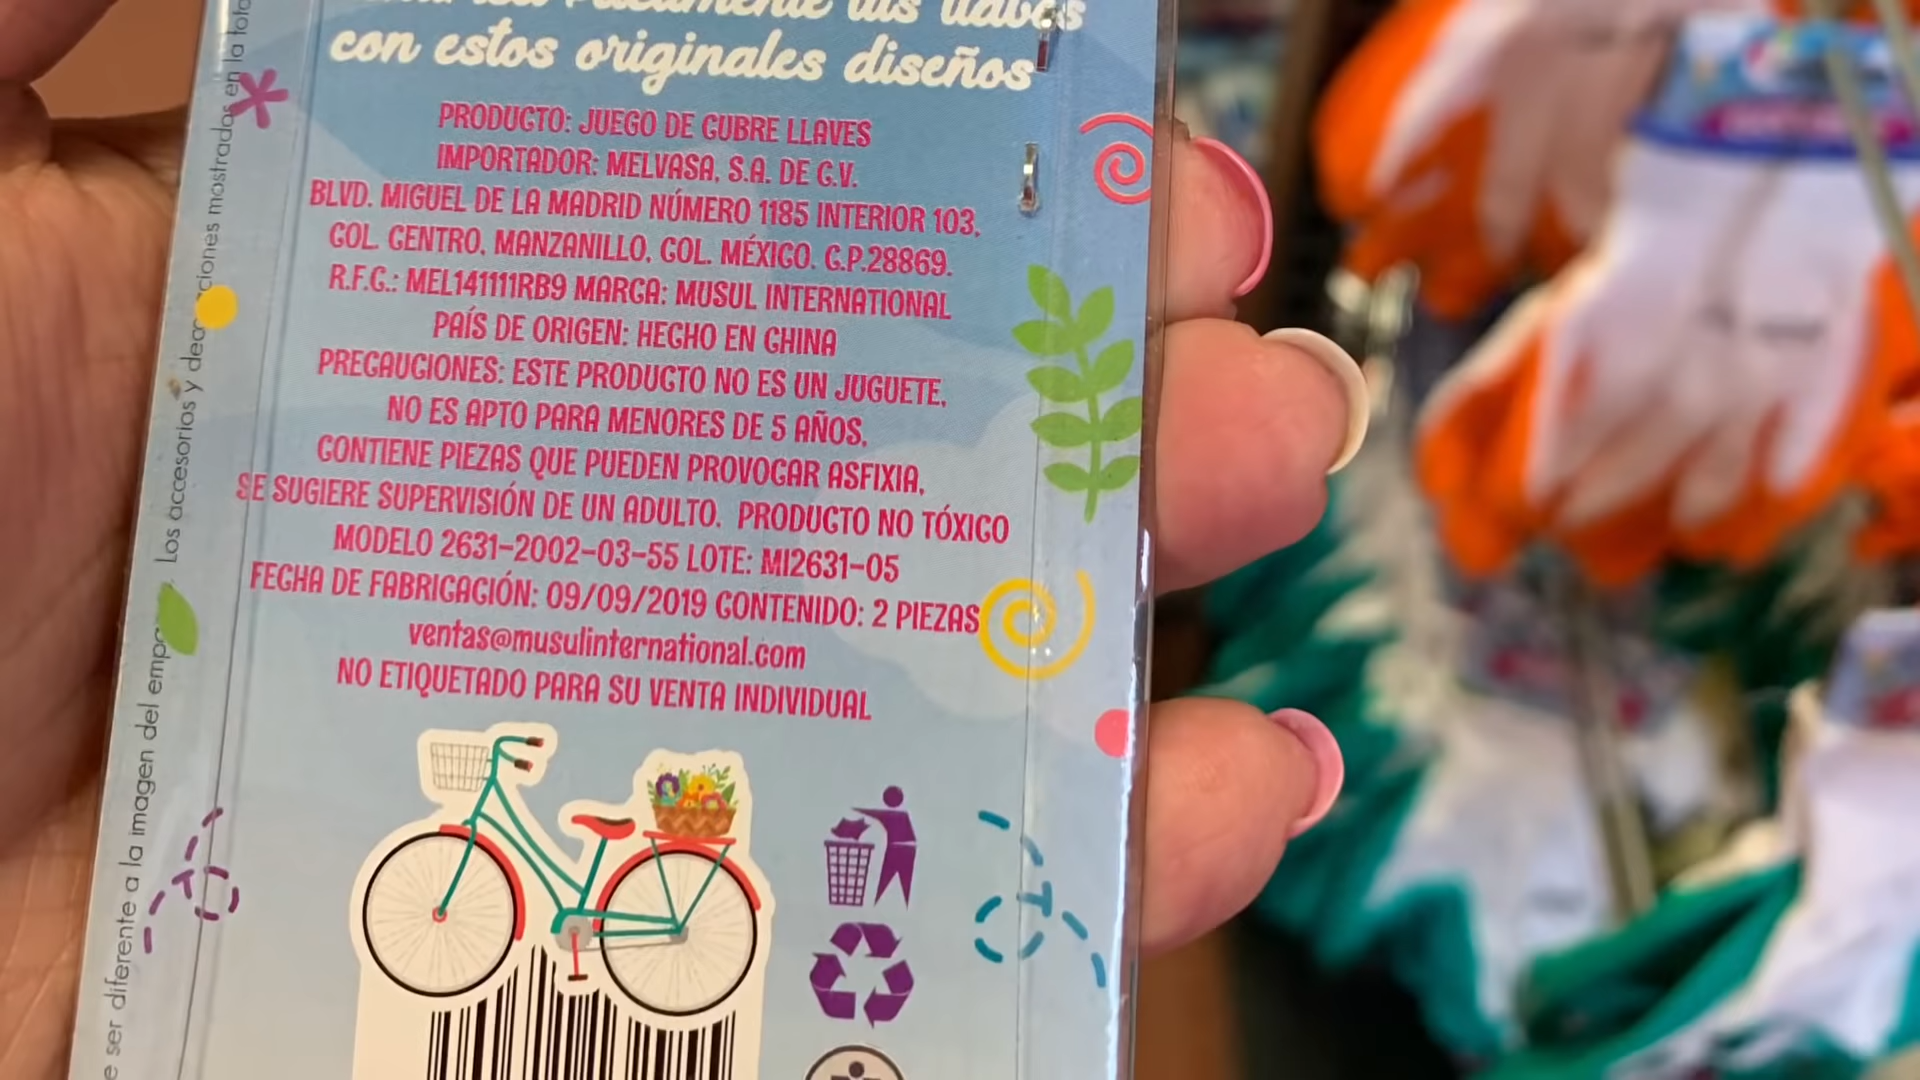 tus llaves
con estos originales diseños
PRODUCTO: JUEGO DE CUBRE LLAVES
IMPORTADOR: MELVASA, S.A. DE C.V.
BLVD. MIGUEL DE LA MADRID NÚMERO 1185 INTERIOR 103,
COL. CENTRO, MANZANILLO, COL. MÉXICO. C.P.28869.
R.F.C.: MEL141111RB9 MARCA: MUSUL INTERNATIONAL
PAÍS DE ORIGEN: HECHO EN CHINA
PRECAUCIONES: ESTE PRODUCTO NO ES UN JUGUETE,
NO ES APTO PARA MENORES DE 5 AÑOS,
CONTIENE PIEZAS QUE PUEDEN PROVOCAR ASFIXIA,
SE SUGIERE SUPERVISIÓN DE UN ADULTO. PRODUCTO NO TÓXICO
MODELO 2631-2002-03-55 LOTE: MI2631-05
FECHA DE FABRICACIÓN: 09/09/2019 CONTENIDO: 2 PIEZAS
ventas@musulinternational.com
NO ETIQUETADO PARA SU VENTA INDIVIDUAL
ser diferente a la imagen del Los accesorios y mostrados en la